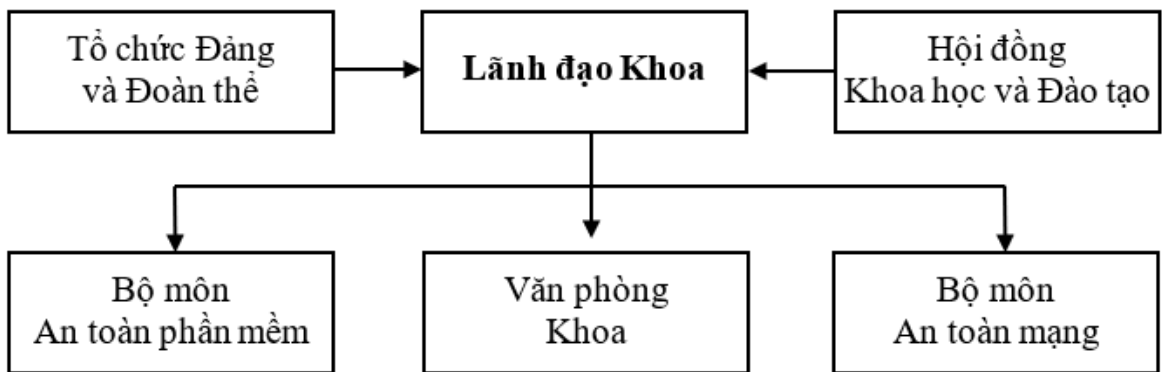 Tổ chức Đảng
và Đoàn thể
Lãnh đạo Khoa
Hội đồng
Khoa học và Đào tạo
Bộ môn
An toàn phần mềm
Văn phòng
Khoa
Bộ môn
An toàn mạng